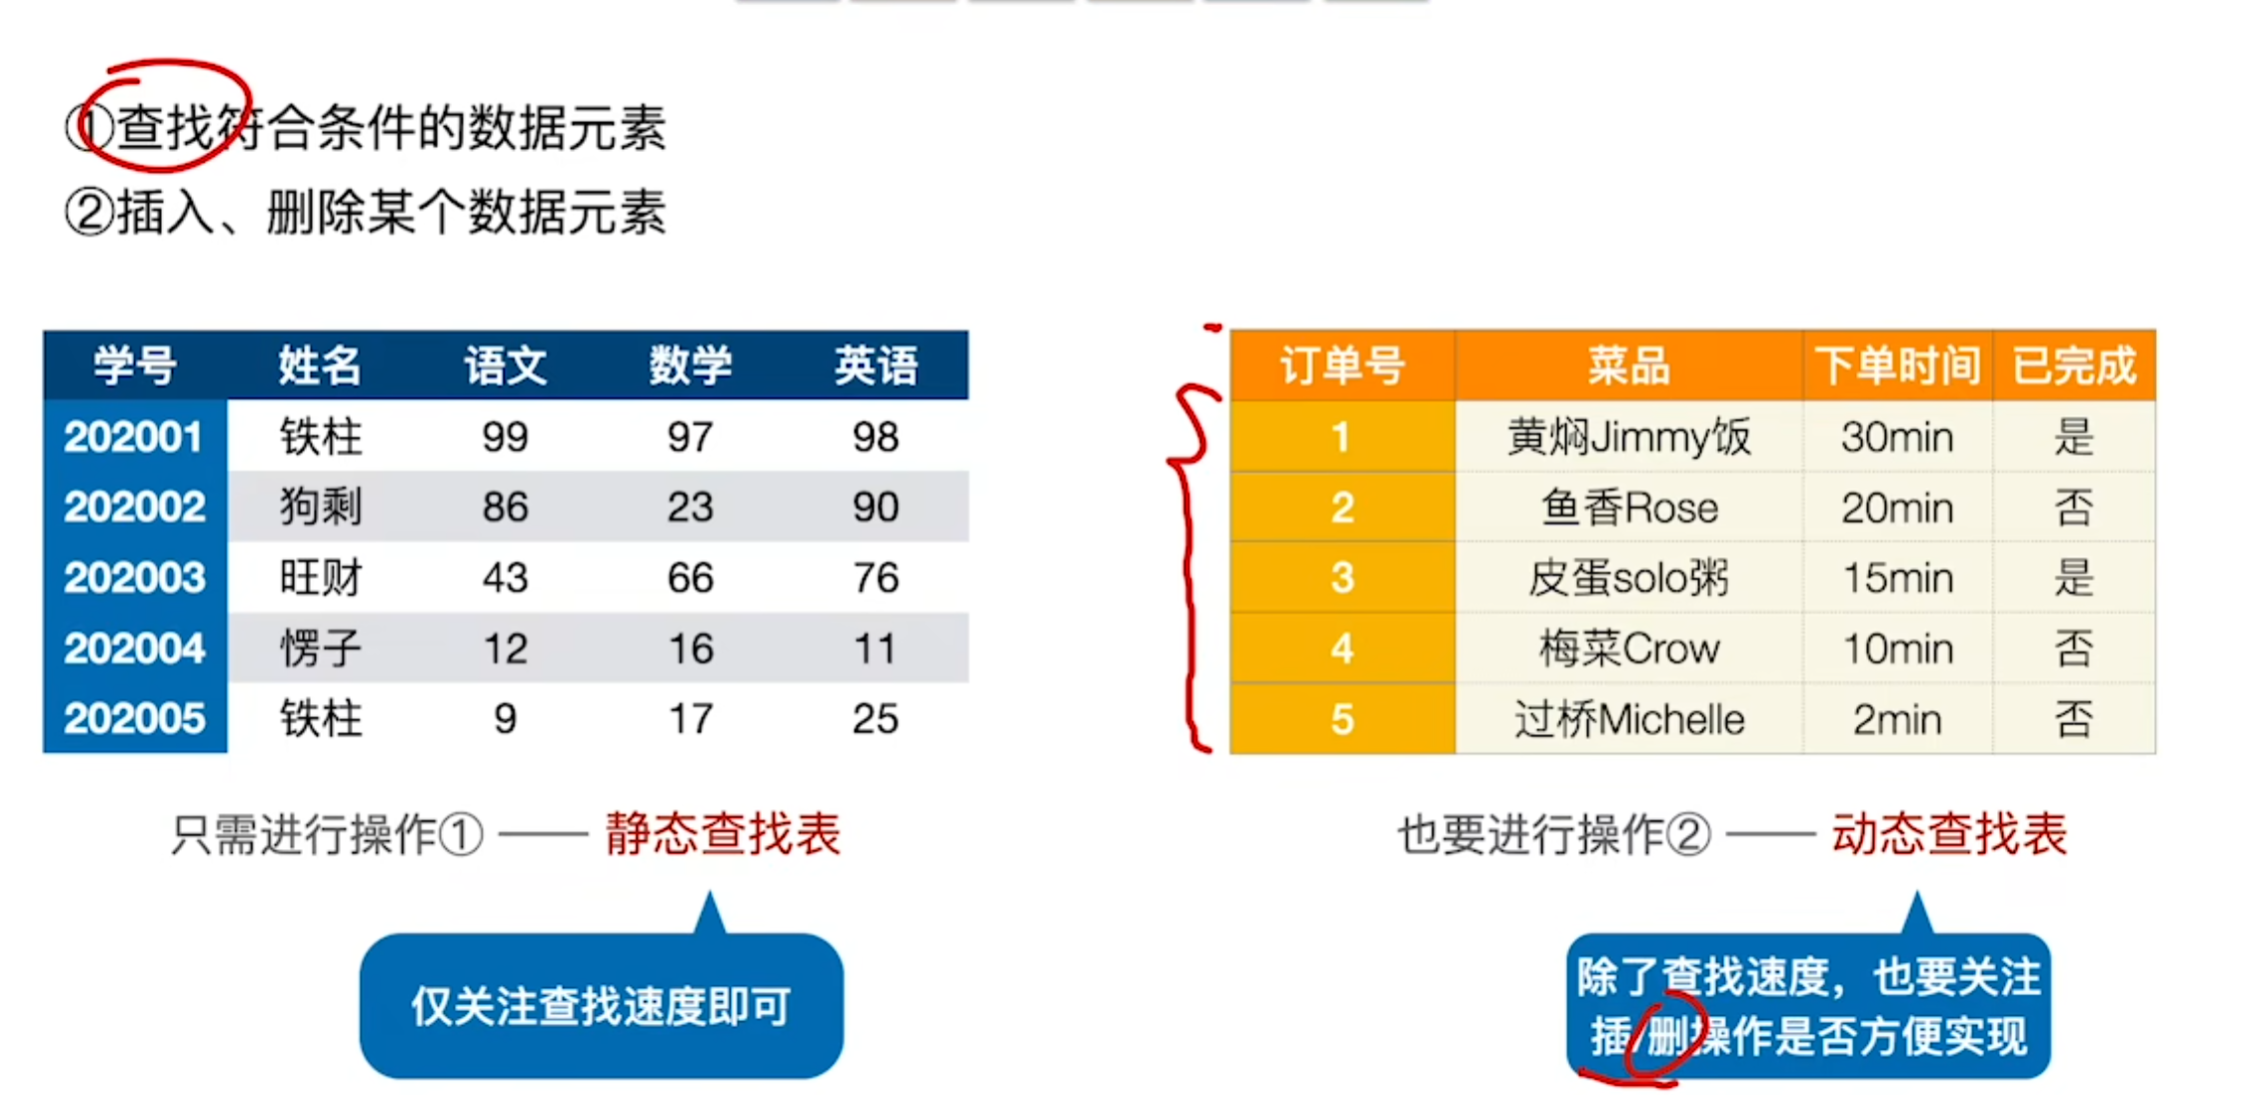 ①查找符合条件的数据元素
②插入、删除某个数据元素
学号 姓名 语文 数学 英语
202001 铁柱 99 97 98
202002 狗剩 86 23 90
202003 旺财 43 66 76
202004 愣子 12 16 11
202005 铁柱 9 17 25
订单号 菜品 下单时间 已完成
1 黄焖Jimmy饭 30min 是
2 鱼香Rose 20min 否
3 皮蛋solo粥 15min 是
4 梅菜Crow 10min 否
5 过桥Michelle 2min 否
只需进行操作① —— 静态查找表
仅关注查找速度即可
也要进行操作② —— 动态查找表
除了查找速度，也要关注
插/删操作是否方便实现